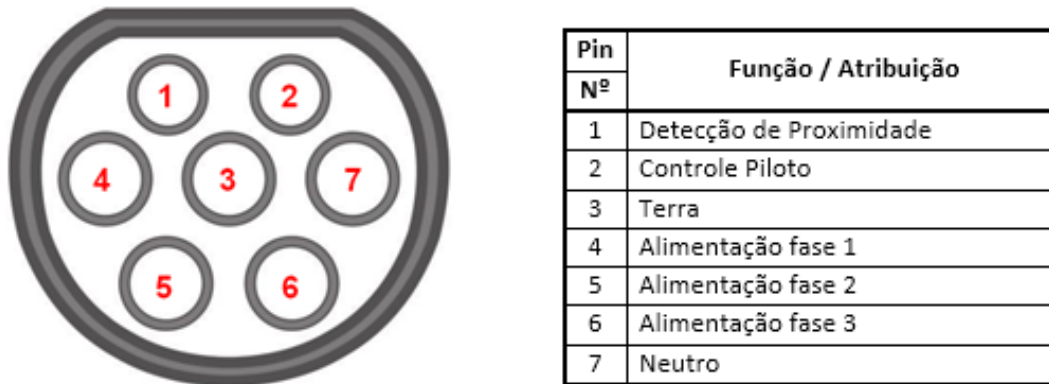 1 2
4 3 7
5 6
Pin
Nº
Função / Atribuição
1 Detecção de Proximidade
2 Controle Piloto
3 Terra
4 Alimentação fase 1
5 Alimentação fase 2
6 Alimentação fase 3
7 Neutro